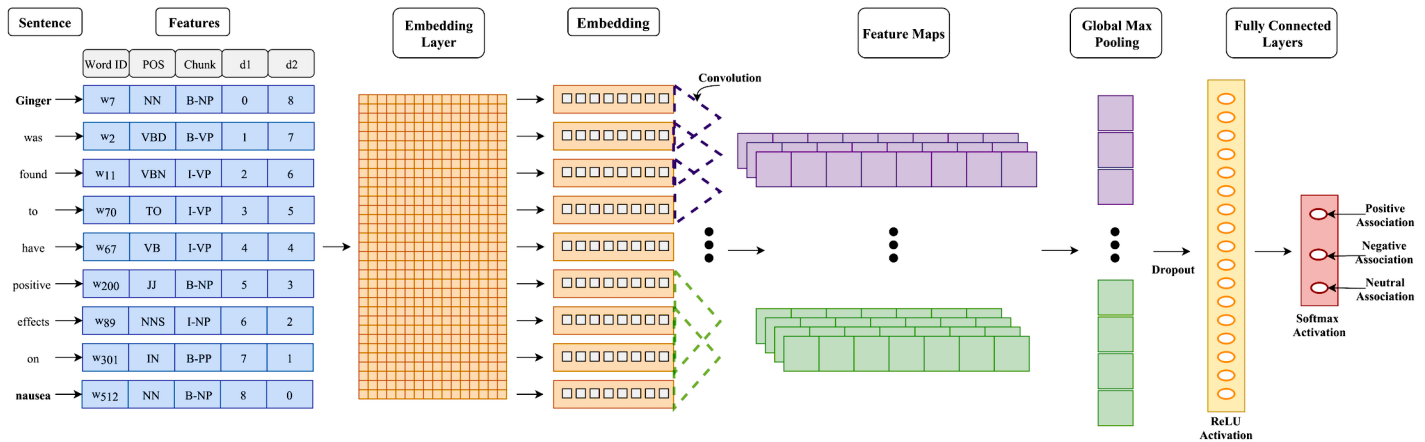 Sentence
Features
Embedding
Layer
Embedding
Feature Maps
Global Max
Pooling
Fully Connected
Layers
Word ID POS Chunk d1 d2
Ginger w7 NN B-NP 0 8
was w2 VBD B-VP 1 7
found w11 VBN I-VP 2 6
to w70 TO I-VP 3 5
have w67 VB I-VP 4 4
positive w200 JJ B-NP 5 3
effects w89 NNS I-NP 6 2
on w301 IN B-PP 7 1
nausea w512 NN B-NP 8 0
Convolution
Dropout
ReLU
Activation
Positive
Association
Negative
Association
Neutral
Association
Softmax
Activation